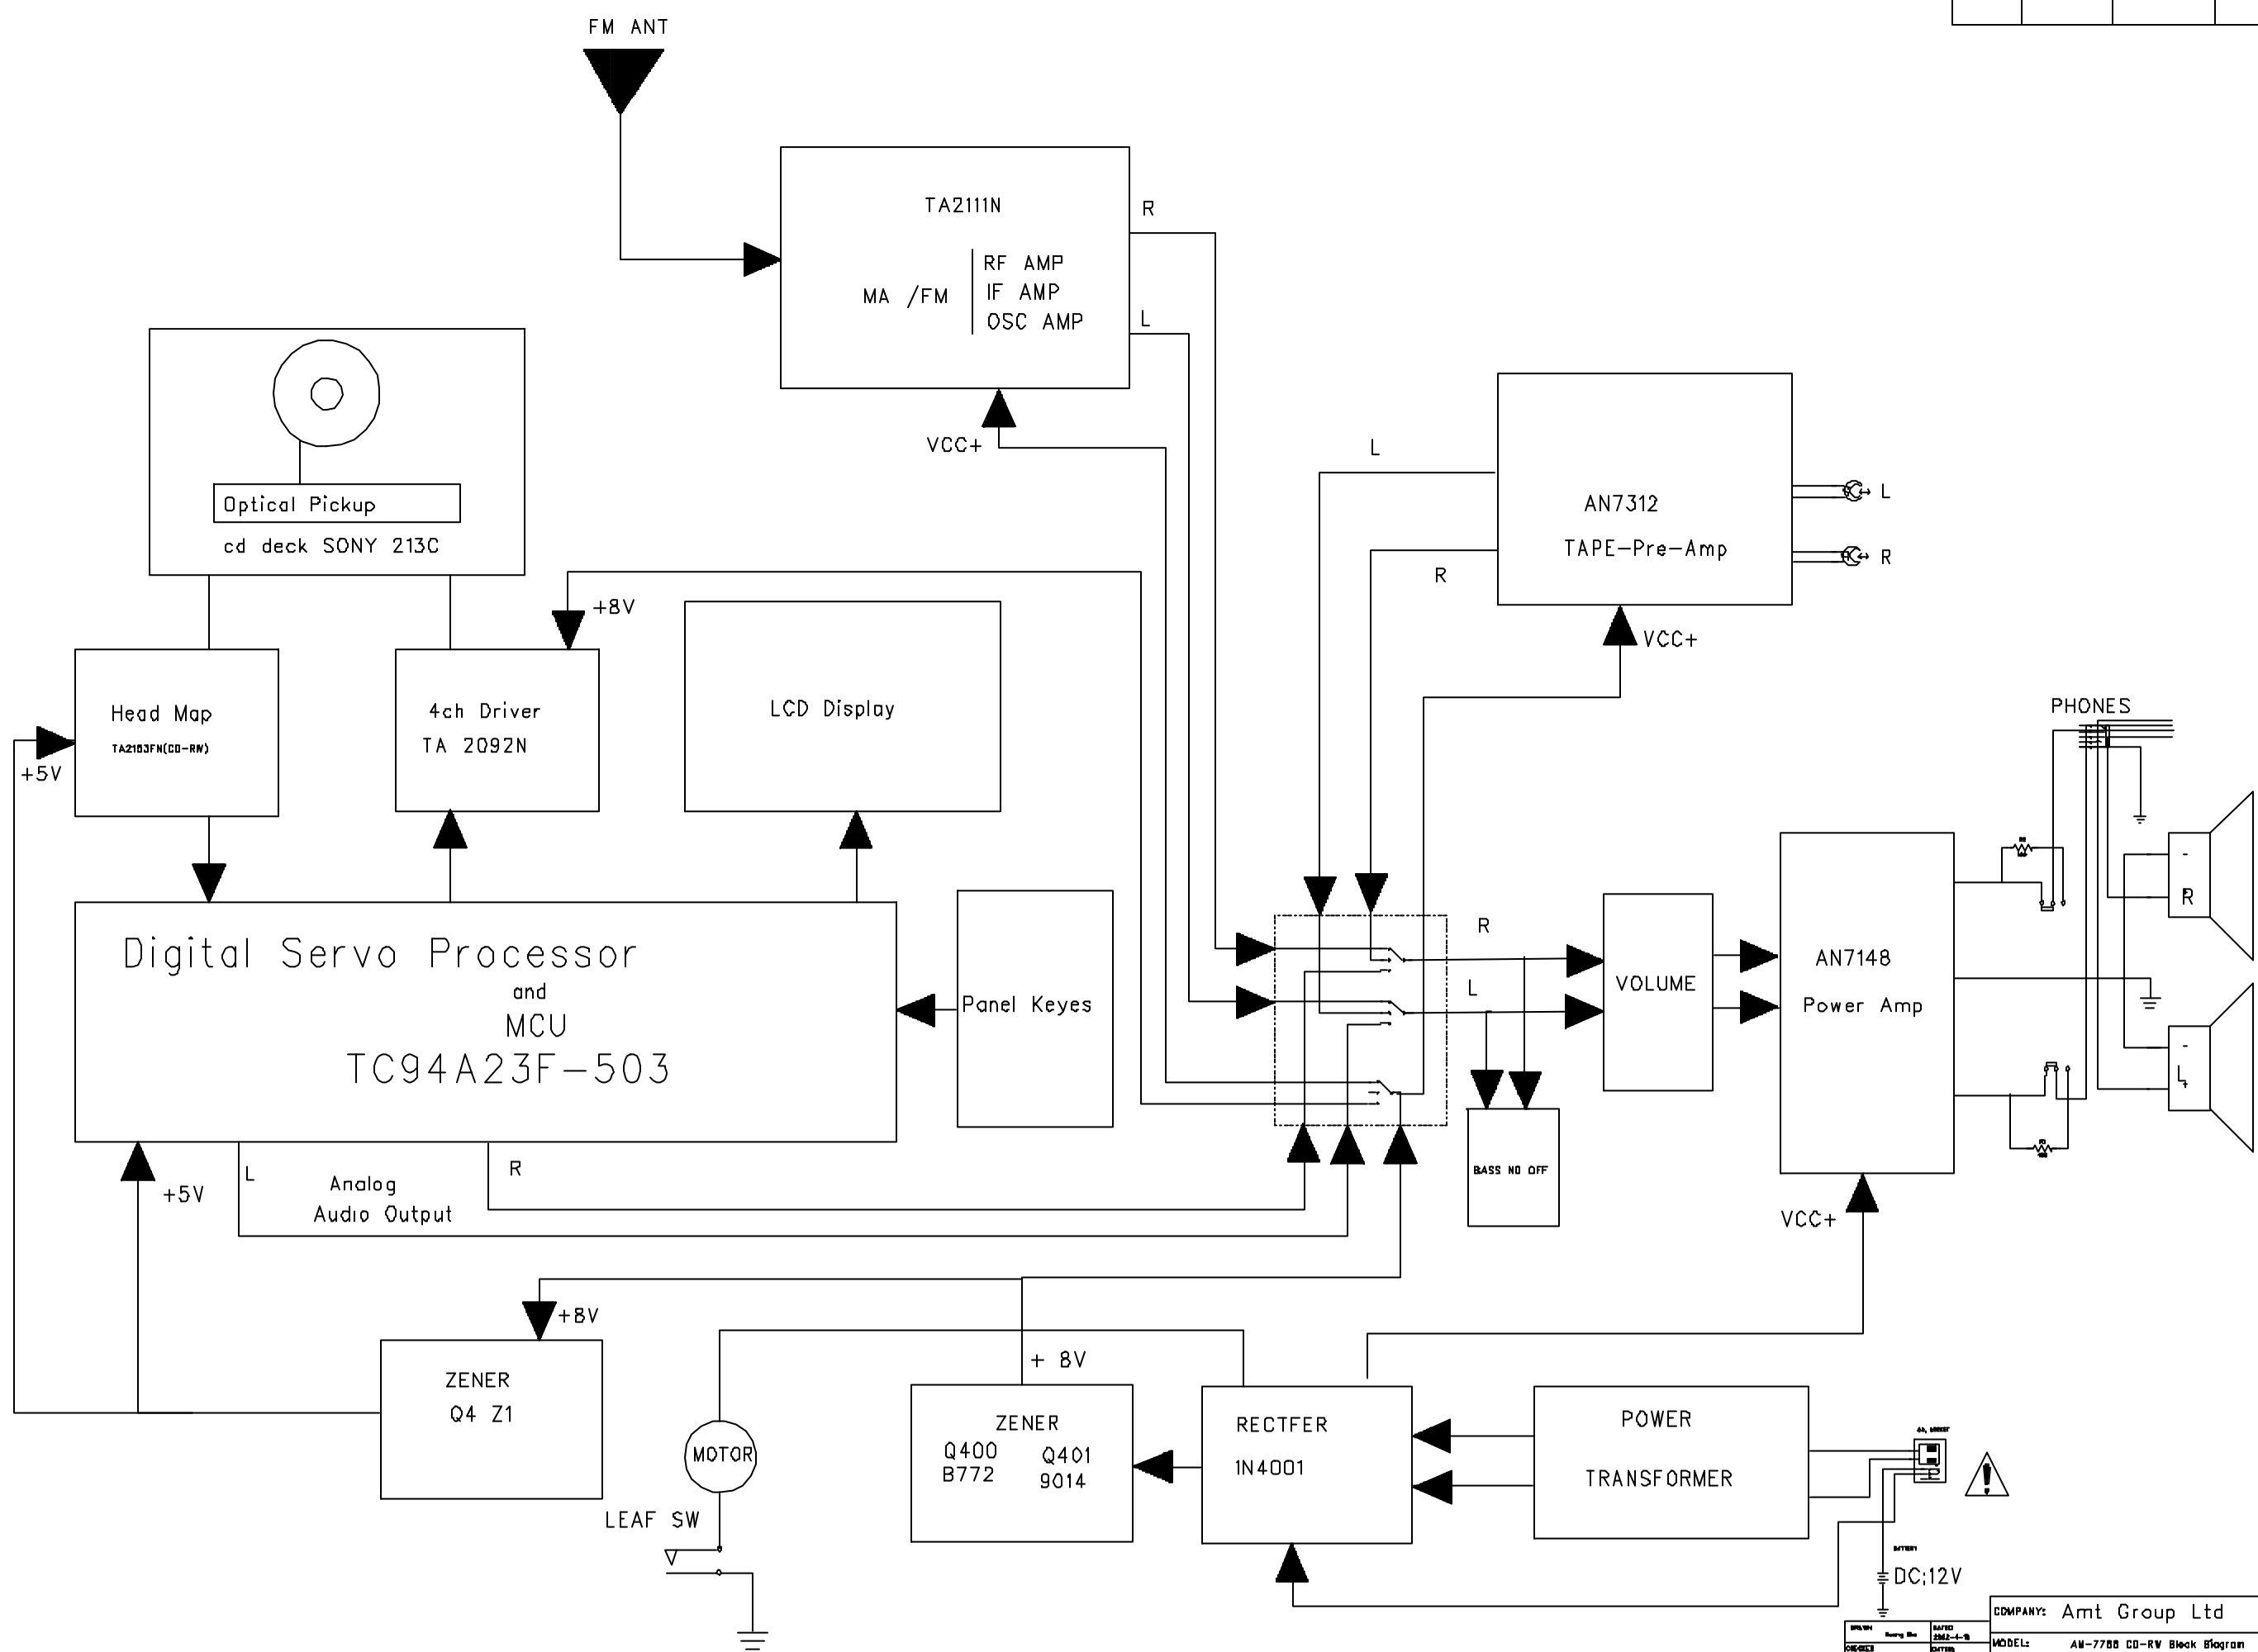 FM ANT
TA2111N
R
MA /FM
RF AMP
IF AMP
OSC AMP
L
VCC+
Optical Pickup
cd deck SONY 213C
L
AN7312
TAPE-Pre-Amp
L
R
R
VCC+
+8V
Head Map
TA2163FN(CD-RW)
+5V
4ch Driver
TA 2092N
LCD Display
PHONES
-
R
-
L
+
Digital Servo Processor
and
MCU
TC94A23F-503
Panel Keyes
R
L
VOLUME
AN7148
Power Amp
BASS NO OFF
VCC+
+5V
L
Analog
Audio Output
R
+8V
ZENER
Q4 Z1
MOTOR
LEAF SW
+ 8V
ZENER
Q400
B772
Q401
9014
RECTFER
1N4001
POWER
TRANSFORMER
DC;12V
COMPANY: Amt Group Ltd
MODEL: